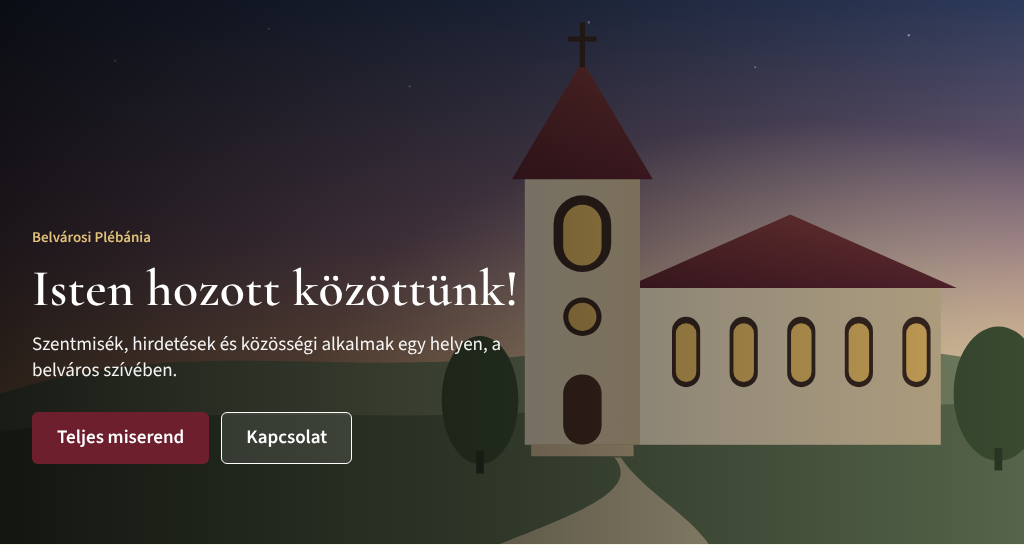 Belvárosi Plébánia
Isten hozott közöttünk!
Szentmisék, hirdetések és közösségi alkalmak egy helyen, a
belváros szívében.
Teljes miserend
Kapcsolat